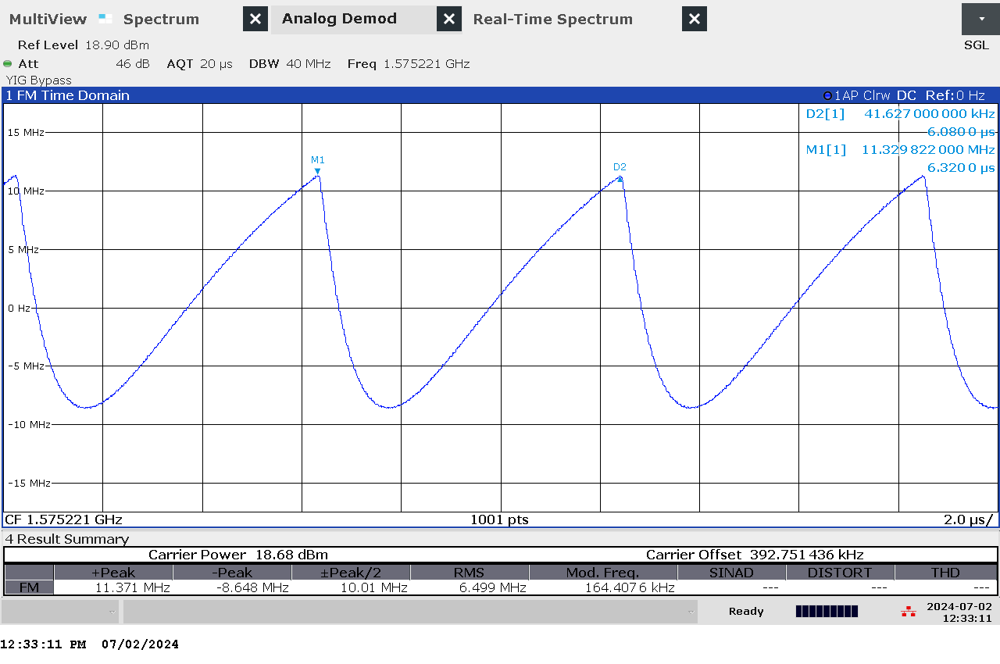 MultiView Spectrum Analog Demod Real-Time Spectrum
Ref Level 18.90 dBm SGL
Att 46 dB AQT 20 µs DBW 40 MHz Freq 1.575221 GHz
YIG Bypass
1 FM Time Domain 1AP Clrw DC Ref:0 Hz
D2[1] 41.627 000 000 kHz
6.080 0 µs
M1[1] 11.329 822 000 MHz
6.320 0 µs
15 MHz
M1
D2
10 MHz
5 MHz
0 Hz
-5 MHz
-10 MHz
-15 MHz
CF 1.575221 GHz 1001 pts 2.0 µs/
4 Result Summary
Carrier Power 18.68 dBm Carrier Offset 392.751 436 kHz
+Peak -Peak ±Peak/2 RMS Mod. Freq. SINAD DISTORT THD
FM 11.371 MHz -8.648 MHz 10.01 MHz 6.499 MHz 164.407 6 kHz --- --- ---
Ready 2024-07-02
12:33:11
12:33:11 PM 07/02/2024